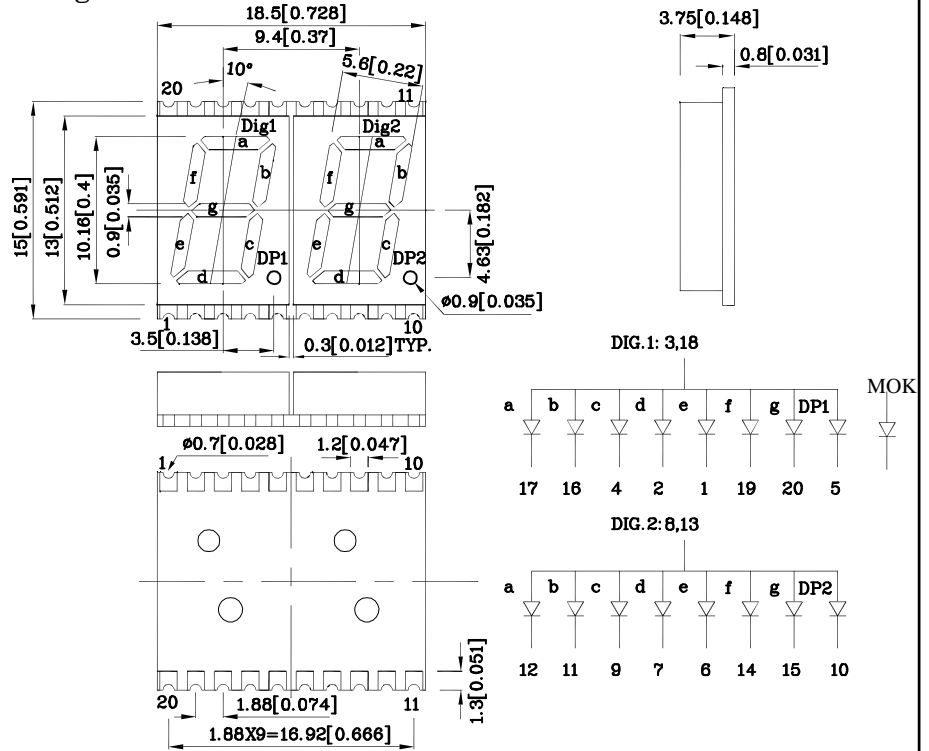 18.5[0.728]
9.4[0.37]
10° 5.6[0.22]
20 11
Dig1 Dig2
a a
f b f b
g g
e c e c
d DP1 d DP2
15[0.591]
13[0.512]
10.16[0.4]
0.9[0.035]
4.63[0.182]
ø0.9[0.035]
1 10
3.5[0.138] 0.3[0.012]TYP.
3.75[0.148]
0.8[0.031]
ø0.7[0.028] 1.2[0.047]
1 10
1.3[0.051]
20 1.88[0.074] 11
1.88X9=16.92[0.666]
DIG.1: 3,18
MOK
a b c d e f g DP1
17 16 4 2 1 19 20 5
DIG.2:8,13
a b c d e f g DP2
12 11 9 7 6 14 15 10